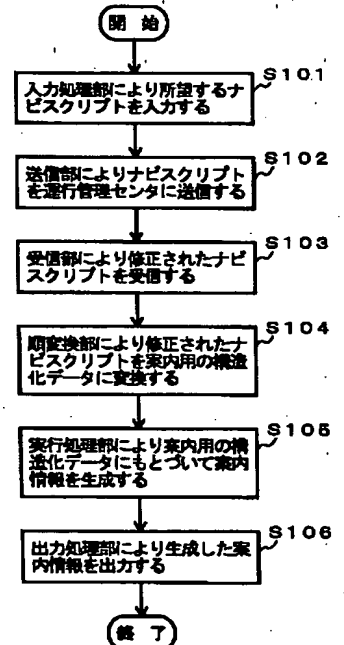 開 始
S101
入力処理部により所望するナ
ビスクリプトを入力する
S102
送信部によりナビスクリプト
を運行管理センタに送信する
S103
受信部により修正されたナビ
スクリプトを受信する
S104
順変換部により修正されたナ
ビスクリプトを案内用の構造
化データに変換する
S105
実行処理部により案内用の構
造化データにもとづいて案内
情報を生成する
S106
出力処理部により生成した案
内情報を出力する
終 了